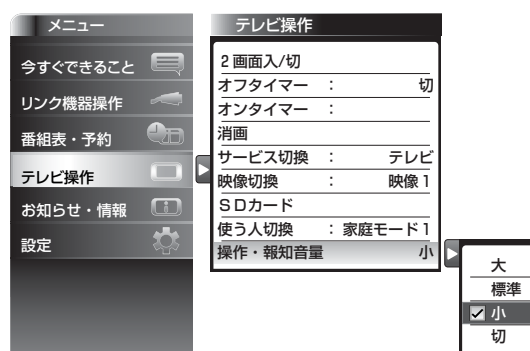 メニュー
今すぐできること
リンク機器操作
番組表・予約
テレビ操作
お知らせ・情報
設定
テレビ操作
2画面入/切
オフタイマー : 切
オンタイマー :
消画
サービス切換 : テレビ
映像切換 : 映像1
SDカード
使う人切換 : 家庭モード1
操作・報知音量 小
大
標準
小
切